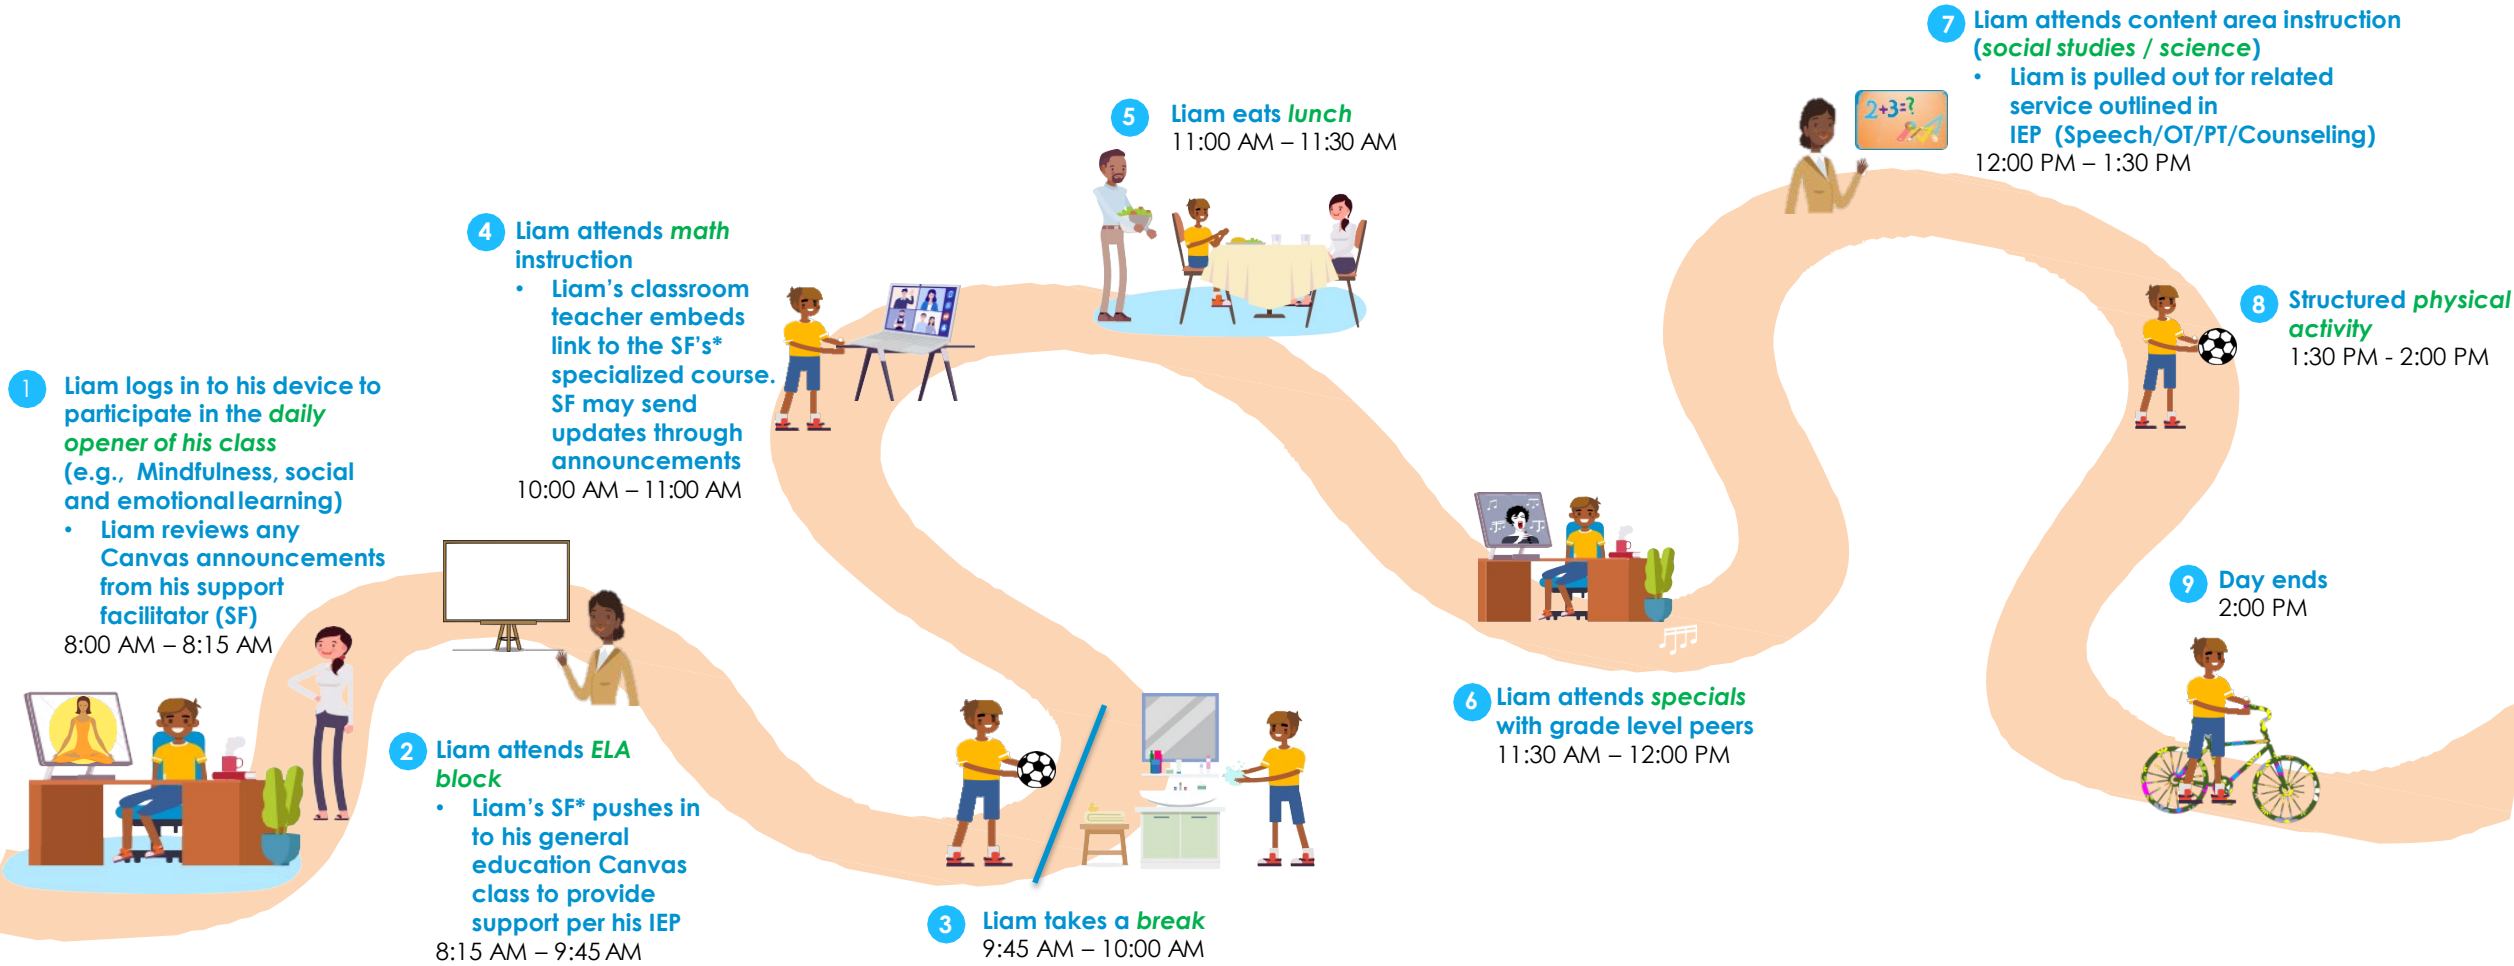 1
Liam logs in to his device to
participate in the daily
opener of his class
(e.g., Mindfulness, social
and emotional learning)
• Liam reviews any
Canvas announcements
from his support
facilitator (SF)
8:00 AM – 8:15 AM
2
Liam attends ELA
block
• Liam's SF* pushes in
to his general
education Canvas
class to provide
support per his IEP
8:15 AM – 9:45 AM
3
Liam takes a break
9:45 AM – 10:00 AM
4
Liam attends math
instruction
• Liam's classroom
teacher embeds
link to the SF's*
specialized course.
SF may send
updates through
announcements
10:00 AM – 11:00 AM
5
Liam eats lunch
11:00 AM – 11:30 AM
6
Liam attends specials
with grade level peers
11:30 AM – 12:00 PM
7
Liam attends content area instruction
(social studies / science)
• Liam is pulled out for related
service outlined in
IEP (Speech/OT/PT/Counseling)
12:00 PM – 1:30 PM
2+3=?
8
Structured physical
activity
1:30 PM - 2:00 PM
9
Day ends
2:00 PM